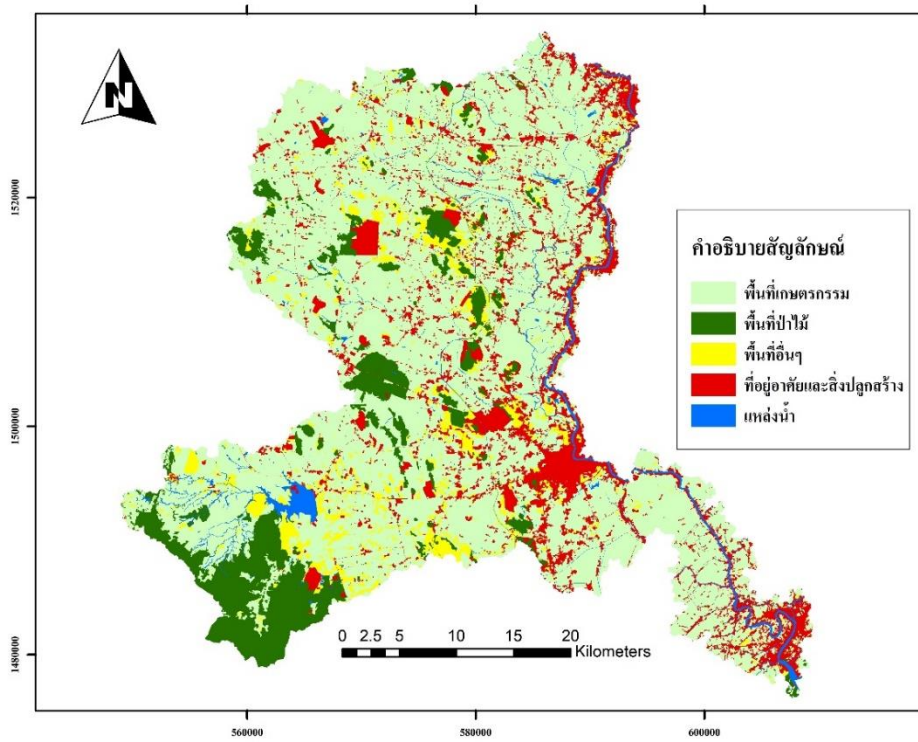 N
1520000
1500000
1480000
คำอธิบายสัญลักษณ์
พื้นที่เกษตรกรรม
พื้นที่ป่าไม้
พื้นที่อื่นๆ
ที่อยู่อาศัยและสิ่งปลูกสร้าง
แหล่งน้ำ
0 2.5 5 10 15 20
Kilometers
560000 580000 600000